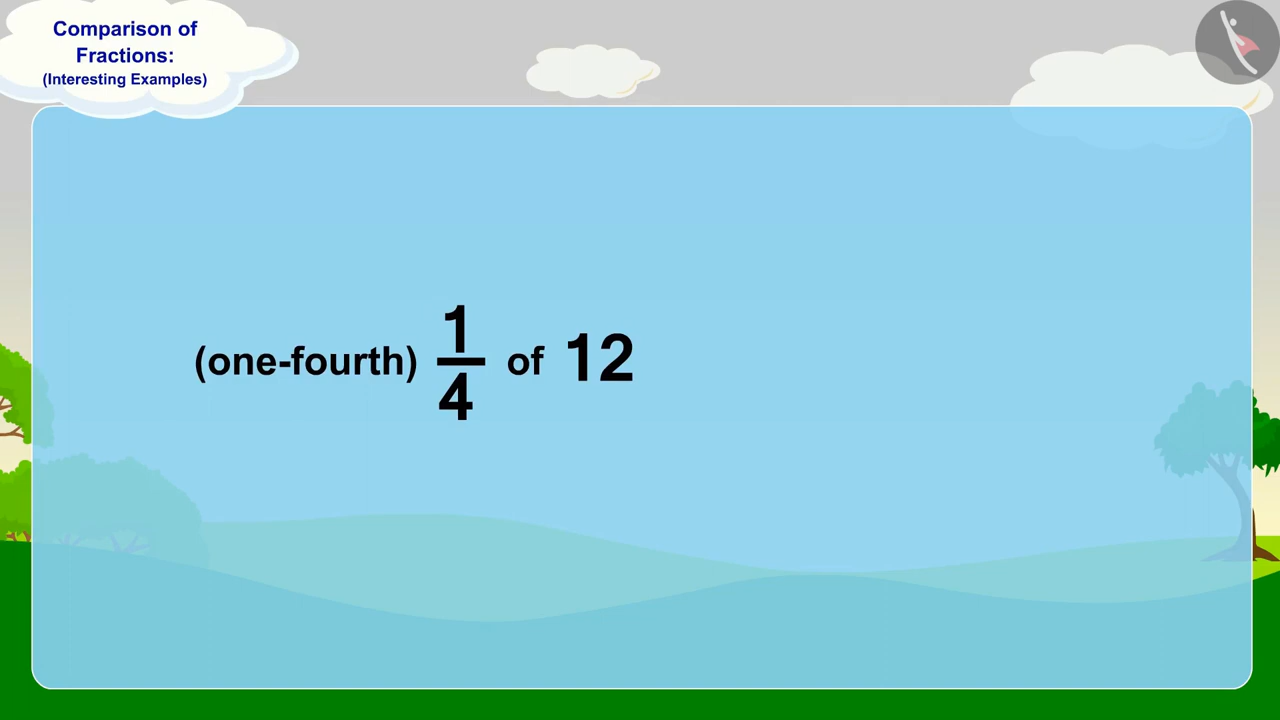 Comparison of
Fractions:
(Interesting Examples)
(one-fourth) 1/4 of 12